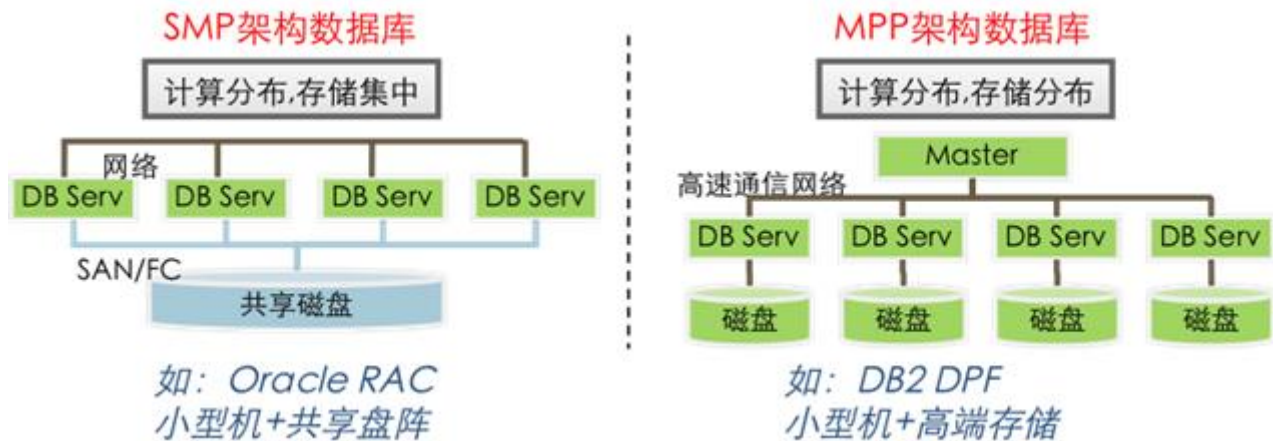 SMP架构数据库
计算分布,存储集中
网络
DB Serv
DB Serv
DB Serv
DB Serv
SAN/FC
共享磁盘
如：Oracle RAC
小型机+共享盘阵
MPP架构数据库
计算分布,存储分布
Master
高速通信网络
DB Serv
DB Serv
DB Serv
DB Serv
磁盘
磁盘
磁盘
磁盘
如：DB2 DPF
小型机+高端存储